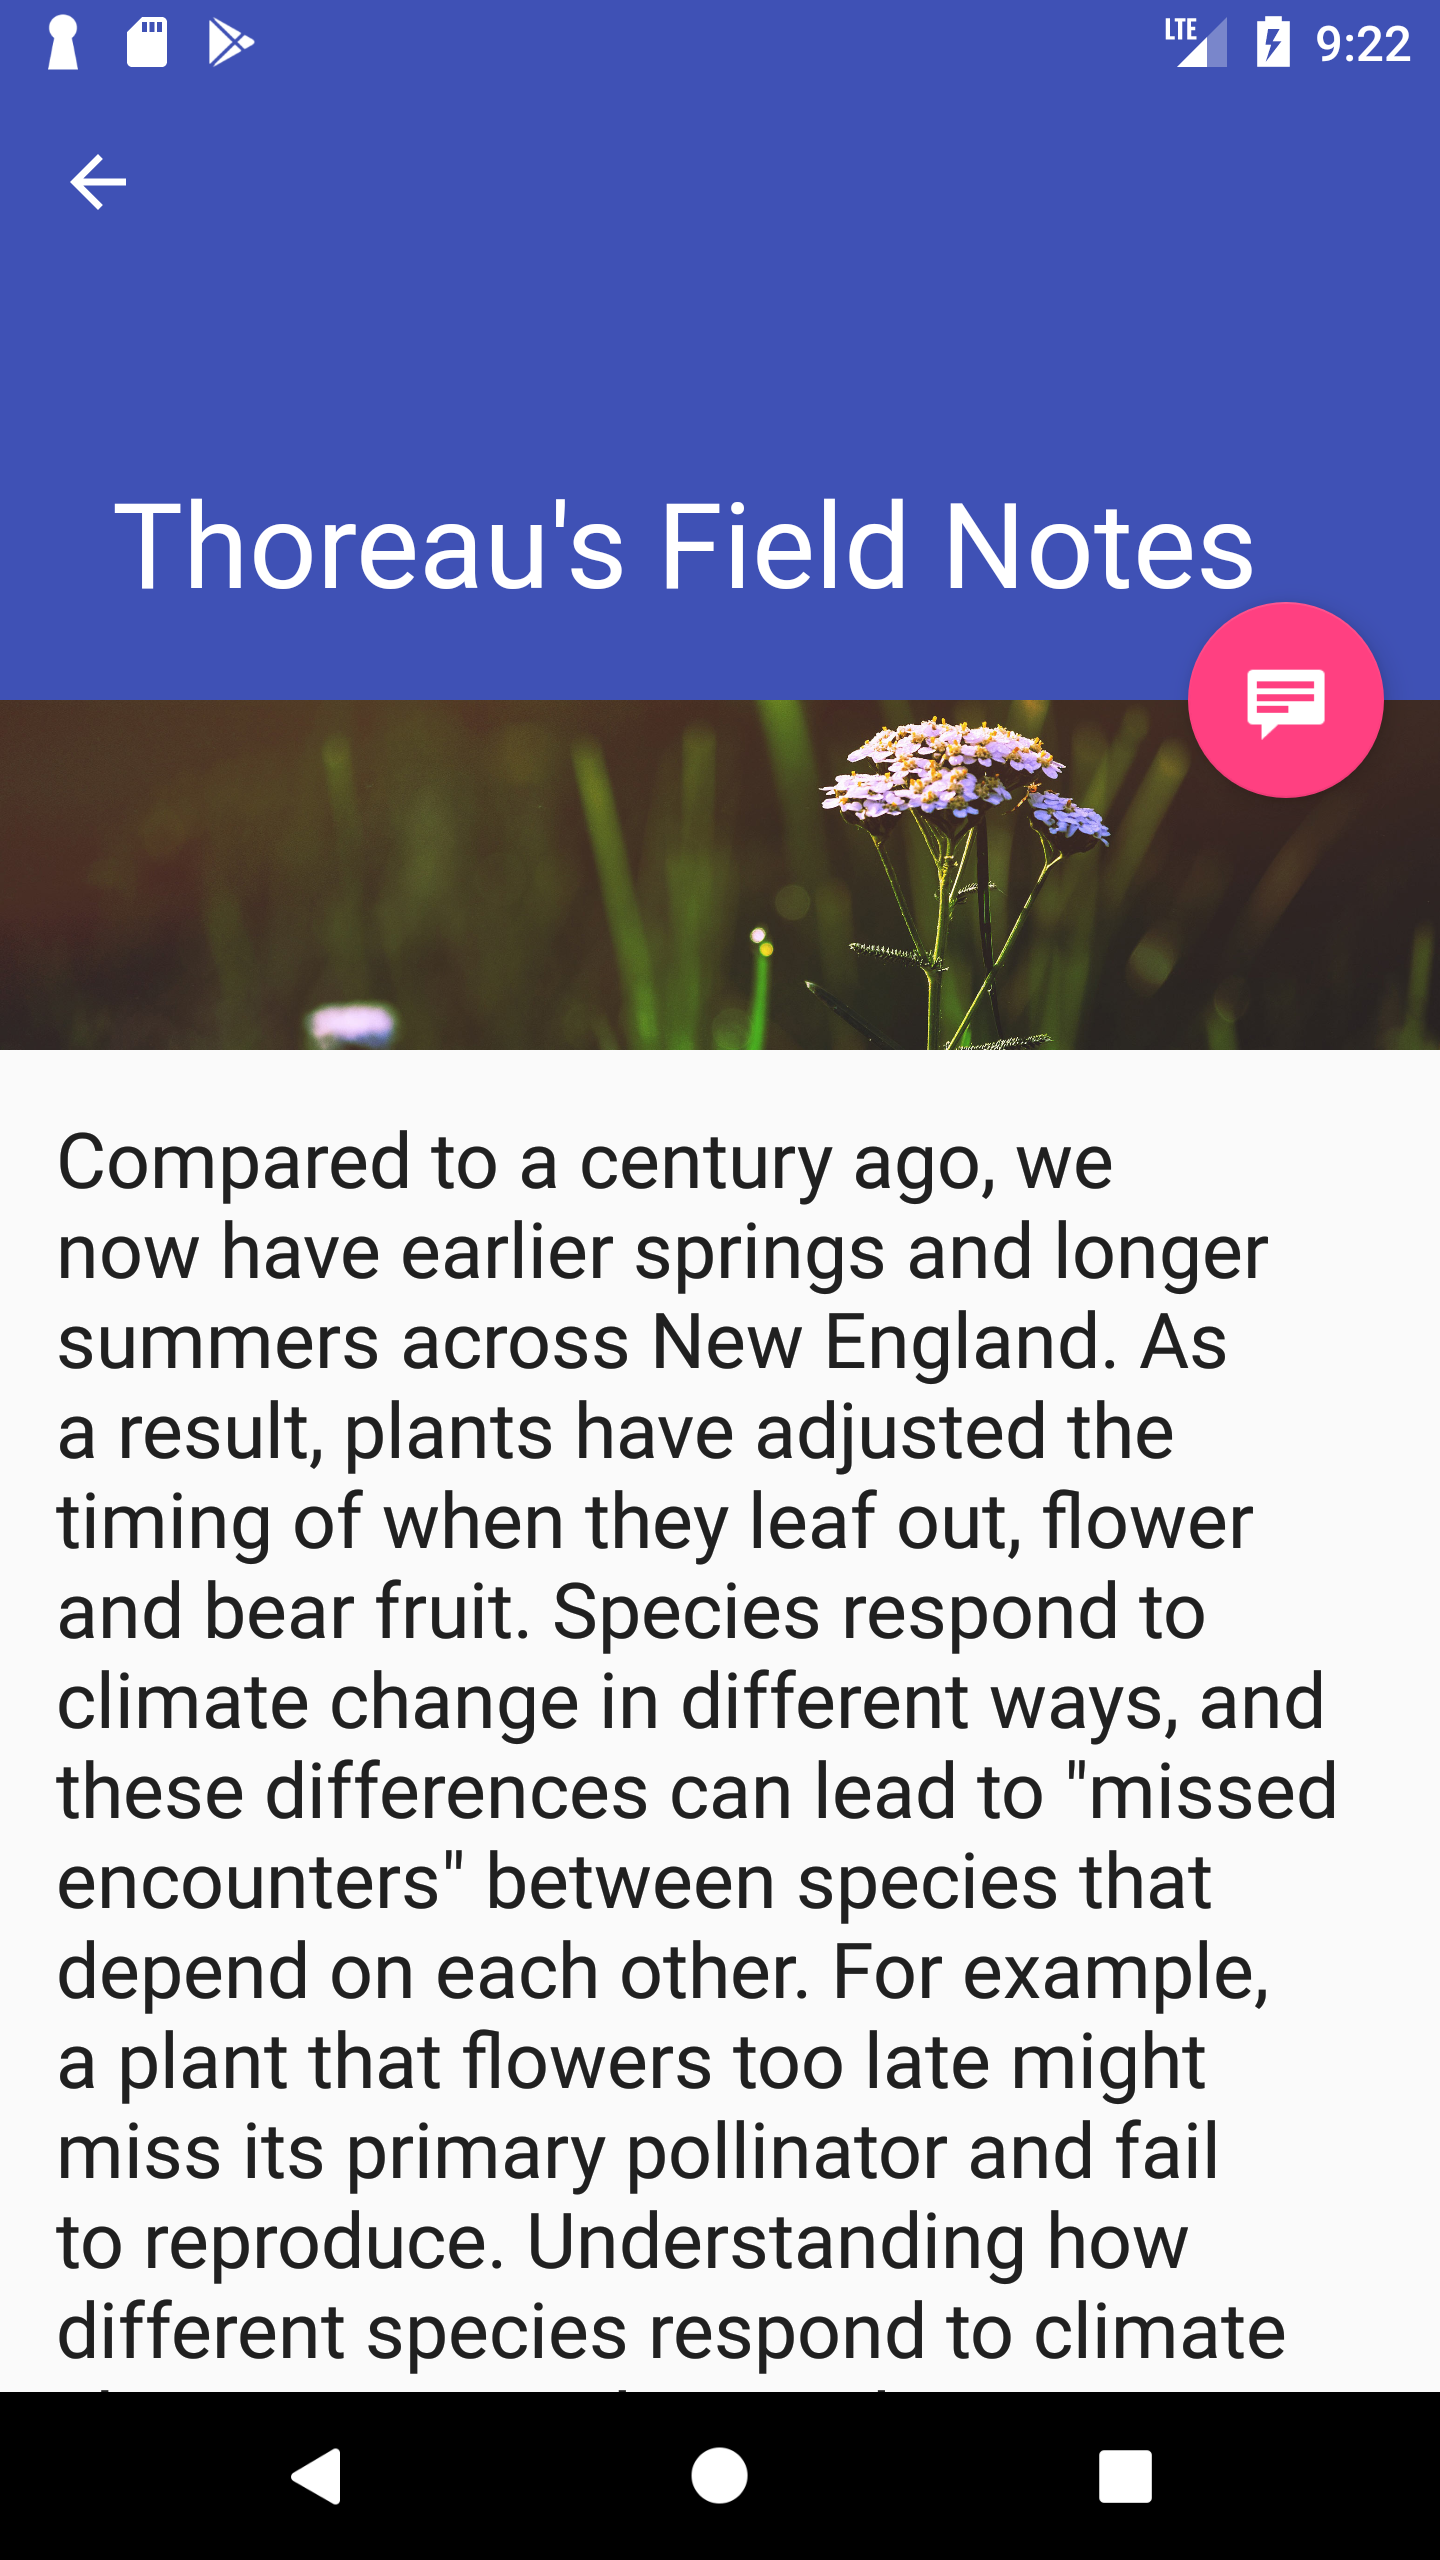 LTE 9:22
Thoreau's Field Notes
Compared to a century ago, we
now have earlier springs and longer
summers across New England. As
a result, plants have adjusted the
timing of when they leaf out, flower
and bear fruit. Species respond to
climate change in different ways, and
these differences can lead to "missed
encounters" between species that
depend on each other. For example,
a plant that flowers too late might
miss its primary pollinator and fail
to reproduce. Understanding how
different species respond to climate